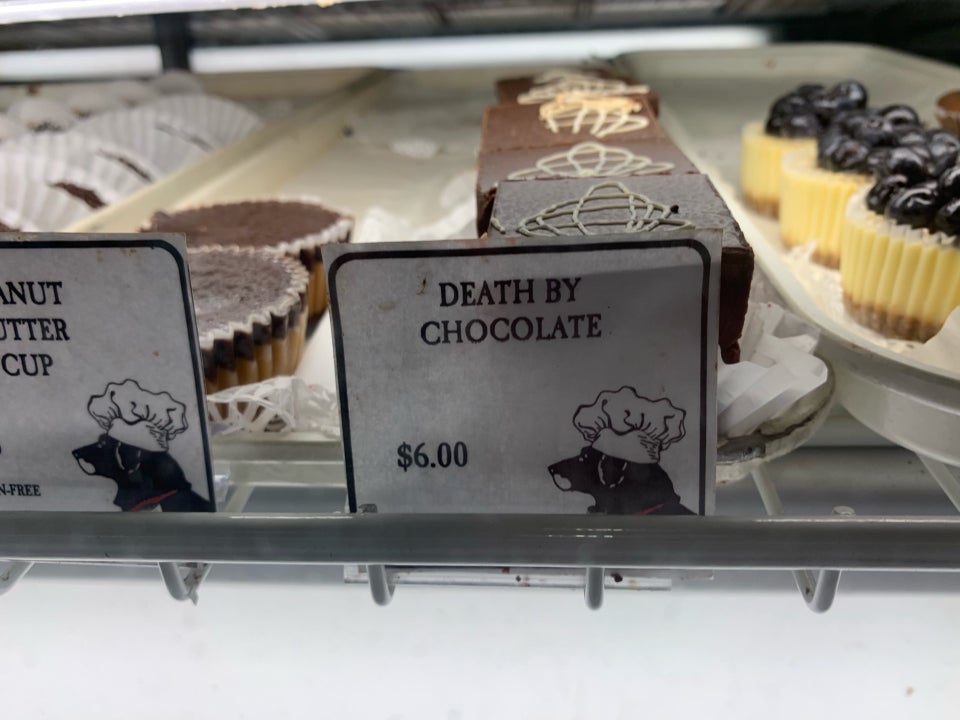 ANUT
UTTER
CUP
N-FREE
DEATH BY
CHOCOLATE
$6.00